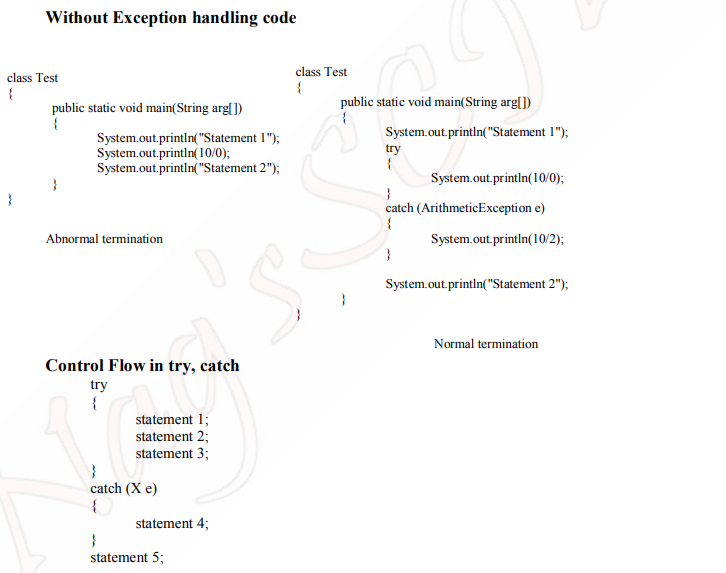 Without Exception handling code
class Test
{
public static void main(String arg[])
{
System.out.println("Statement 1");
System.out.println(10/0);
System.out.println("Statement 2");
}
}
Abnormal termination
class Test
{
public static void main(String arg[])
{
System.out.println("Statement 1");
try
{
System.out.println(10/0);
}
catch (ArithmeticException e)
{
System.out.println(10/2);
}
System.out.println("Statement 2");
}
}
Normal termination
Control Flow in try, catch
try
{
statement 1;
statement 2;
statement 3;
}
catch (X e)
{
statement 4;
}
statement 5;